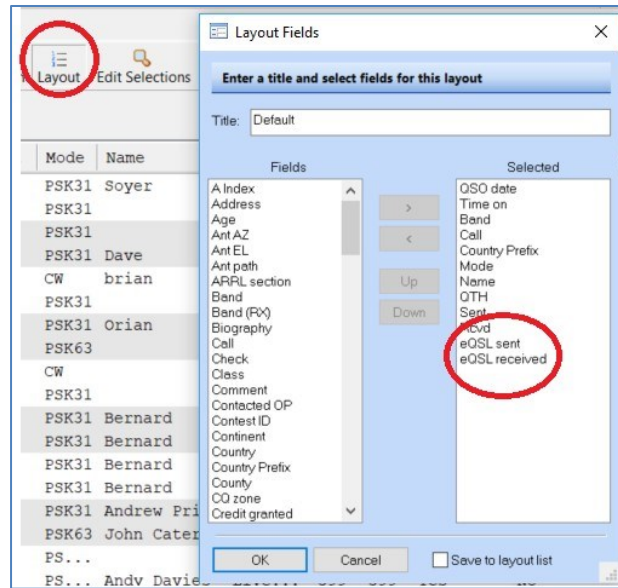 Layout Edit Selections
Mode Name
PSK31 Soyer
PSK31
PSK31
PSK31 Dave
CW brian
PSK31
PSK31 Orian
PSK63
CW
PSK31
PSK31 Bernard
PSK31 Bernard
PSK31 Bernard
PSK31 Bernard
PSK31 Andrew Pri
PSK63 John Cater
PS...
PS... Andy Davies
Layout Fields
Enter a title and select fields for this layout
Title: Default
Fields
A Index
Address
Age
Ant AZ
Ant EL
Ant path
ARRL section
Band
Band (RX)
Biography
Call
Check
Class
Comment
Contacted OP
Contest ID
Continent
Country
Country Prefix
County
CQ zone
Credit granted
>
<
Up
Down
Selected
QSO date
Time on
Band
Call
Country Prefix
Mode
Name
QTH
Sent
Rcvd
eQSL sent
eQSL received
OK Cancel Save to layout list